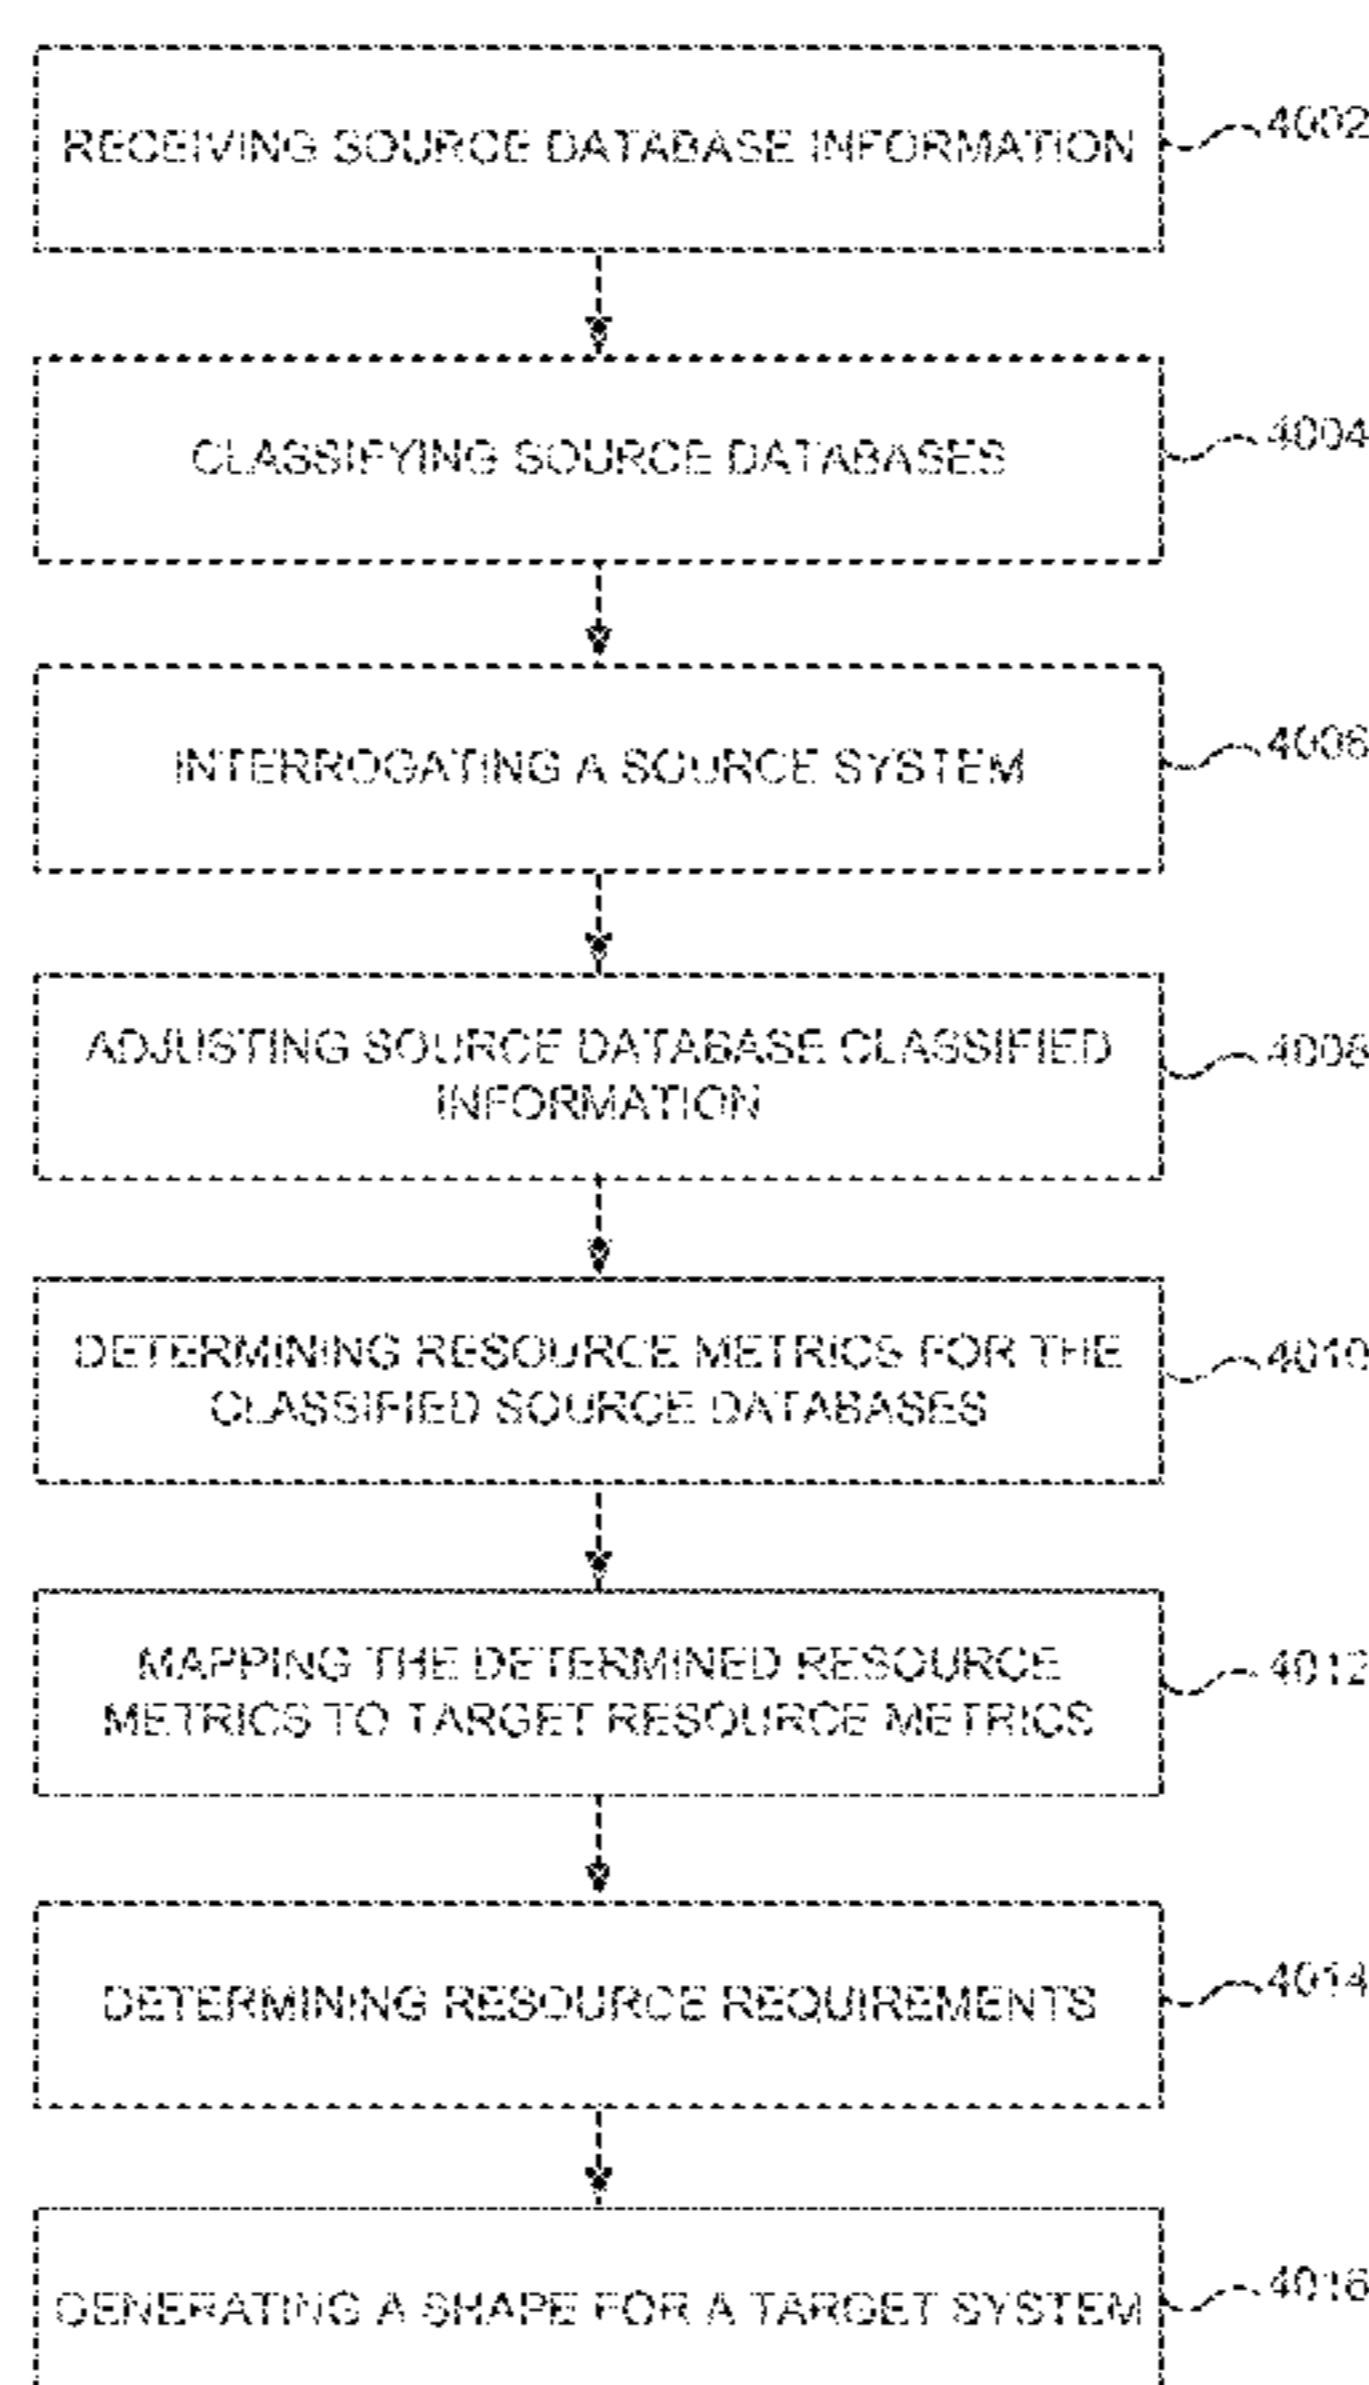 RECEIVING SOURCE DATABASE INFORMATION
4002
CLASSIFYING SOURCE DATABASES
4004
INTERROGATING A SOURCE SYSTEM
4006
ADJUSTING SOURCE DATABASE CLASSIFIED
INFORMATION
4008
DETERMINING RESOURCE METRICS FOR THE
CLASSIFIED SOURCE DATABASES
4010
MAPPING THE DETERMINED RESOURCE
METRICS TO TARGET RESOURCE METRICS
4012
DETERMINING RESOURCE REQUIREMENTS
4014
GENERATING A SHAPE FOR A TARGET SYSTEM
4016